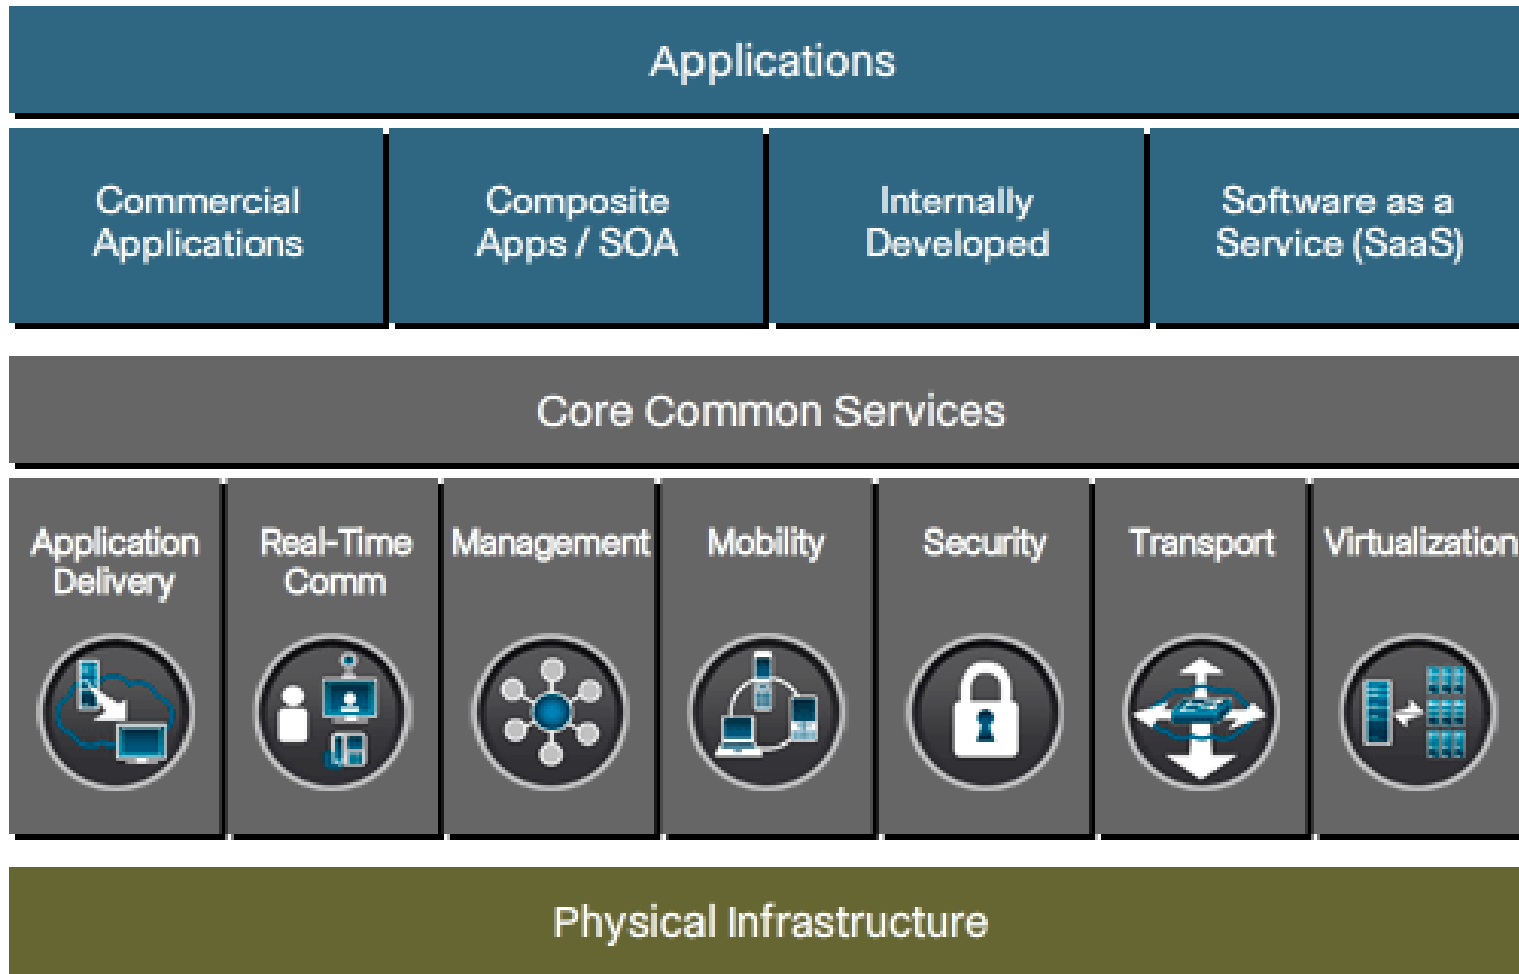 Applications
Commercial
Applications
Composite
Apps / SOA
Internally
Developed
Software as a
Service (SaaS)
Core Common Services
Application
Delivery
Real-Time
Comm
Management
Mobility
Security
Transport
Virtualization
Physical Infrastructure